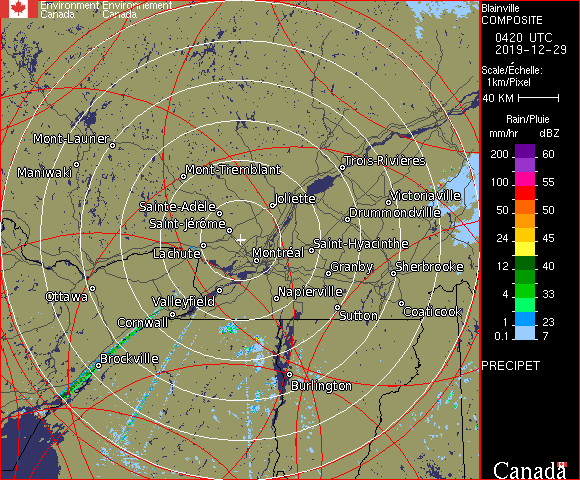 Environment Environnement
Canada Canada
Blainville
COMPOSITE
0420 UTC
2019-12-29
Scale/Échelle:
1km/Pixel
40 KM
Rain/Pluie
mm/hr dBZ
200 60
100 55
50 50
24 45
12 40
4 33
1 23
0.1 7
PRECIPET
Canada
Mont-Laurier
Maniwaki
Mont-Tremblant
Trois-Rivières
Joliette
Victoriaville
Sainte-Adèle
Drummondville
Saint-Jérôme
Saint-Hyacinthe
Lachute
Montréal
Granby
Sherbrooke
Ottawa
Valleyfield
Napierville
Cornwall
Sutton
Coaticook
Brockville
Burlington